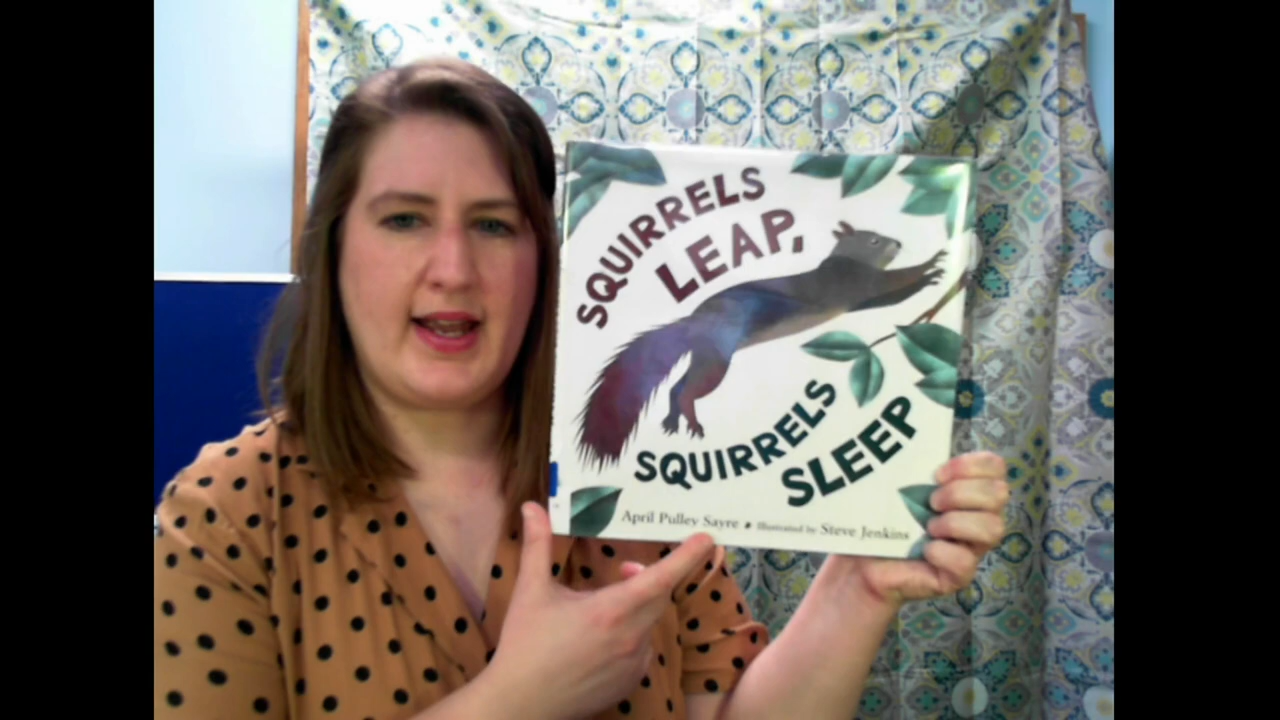 SQUIRRELS
LEAP,
SQUIRRELS
SLEEP
April Pulley Sayre • Illustrated by Steve Jenkins